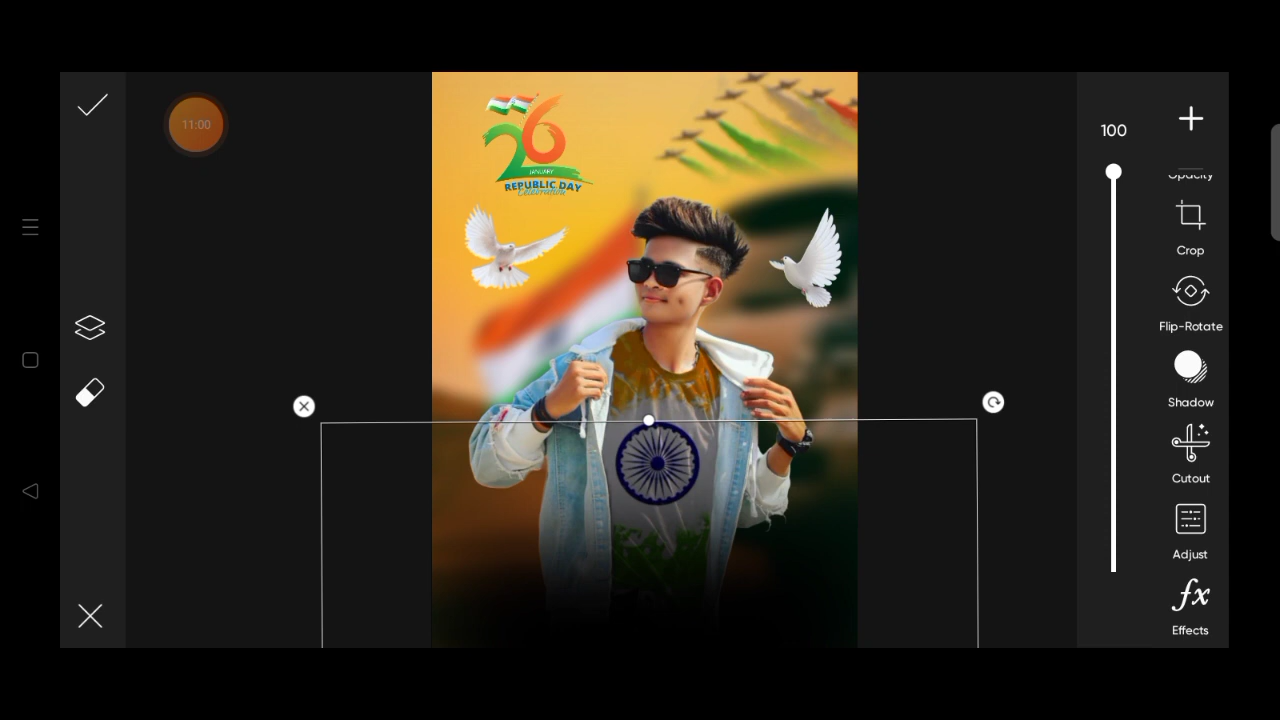 11:00
26
JANUARY
REPUBLIC DAY
Celebration
100
Opacity
Crop
Flip-Rotate
Shadow
Cutout
Adjust
fx
Effects